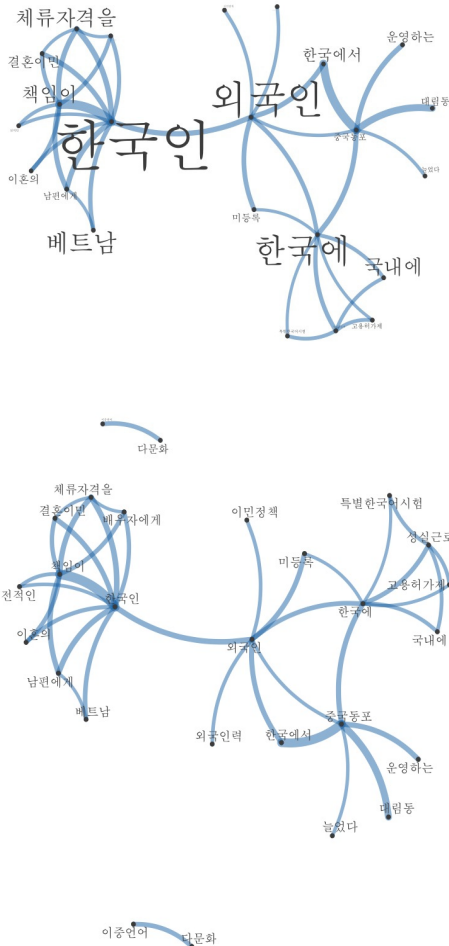 체류자격을
한국에서
운영하는
결혼이민
책임이
외국인
대림동
한국인
중국동포
늘었다
이혼의
남편에게
미등록
베트남
한국에
국내에
고용허가제
다문화
체류자격을
특별한국어시험
결혼이민
배우자에게
이민정책
성실근로
미등록
책임이
고용허가제
전적인
한국인
한국에
이혼의
외국인
국내에
남편에게
베트남
중국동포
외국인력
한국에서
운영하는
대림동
늘었다
이중언어
다문화